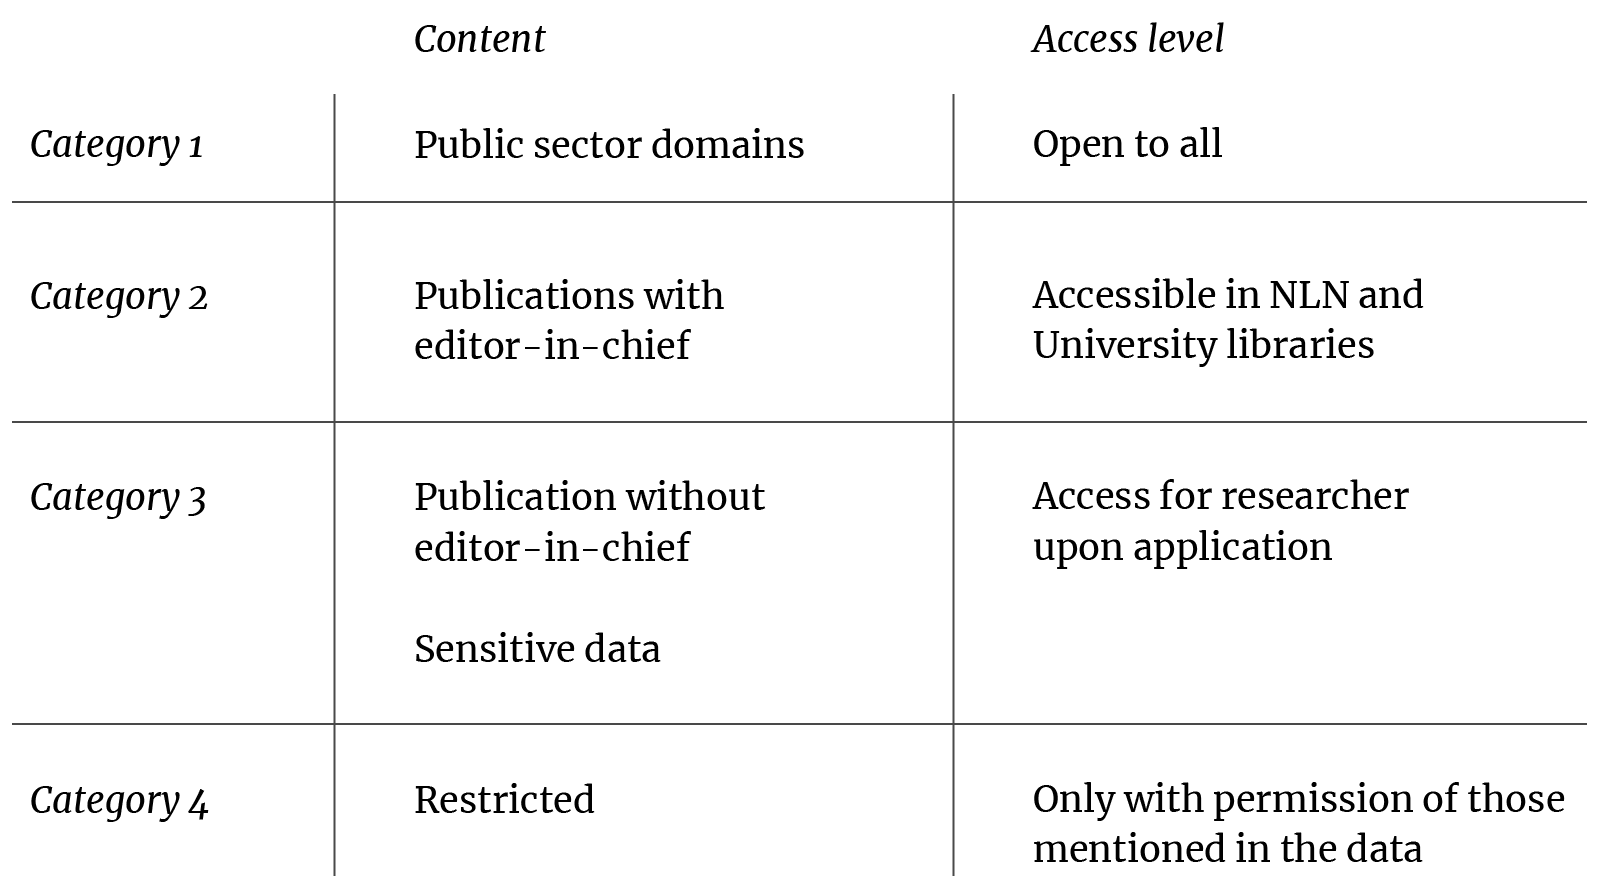 Content
Access level
Category 1
Public sector domains
Open to all
Category 2
Publications with
editor-in-chief
Accessible in NLN and
University libraries
Category 3
Publication without
editor-in-chief
Sensitive data
Access for researcher
upon application
Category 4
Restricted
Only with permission of those
mentioned in the data